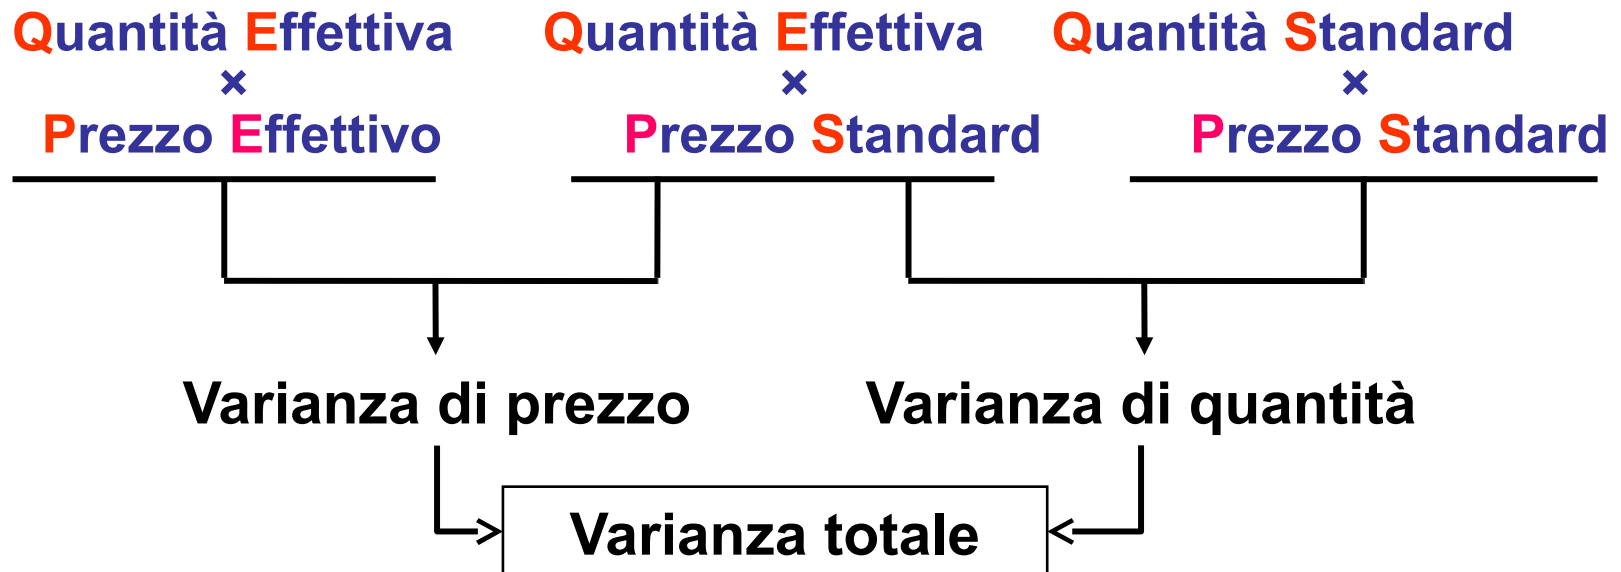 Quantità Effettiva
×
Prezzo Effettivo
Quantità Effettiva
×
Prezzo Standard
Quantità Standard
×
Prezzo Standard
Varianza di prezzo
Varianza di quantità
Varianza totale